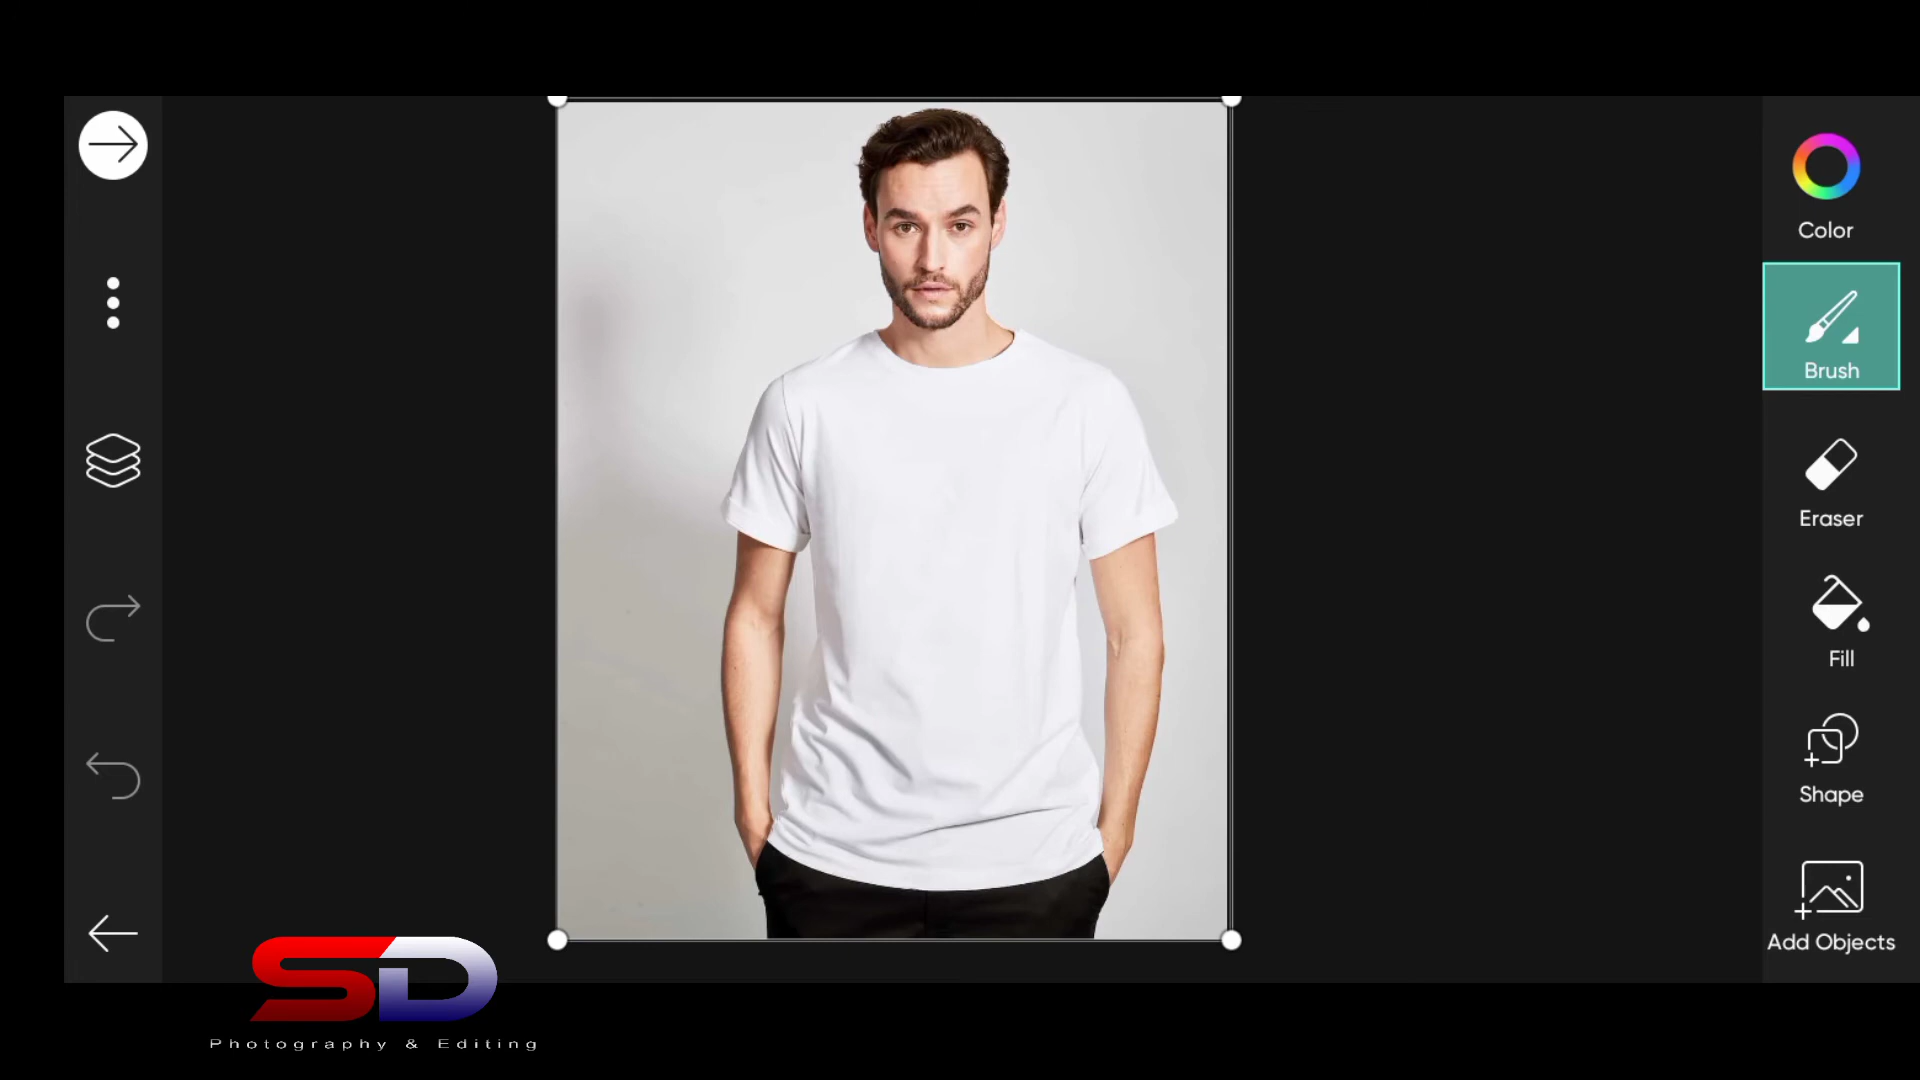 Color
Brush
Eraser
Fill
Shape
Add Objects
SD
Photography & Editing